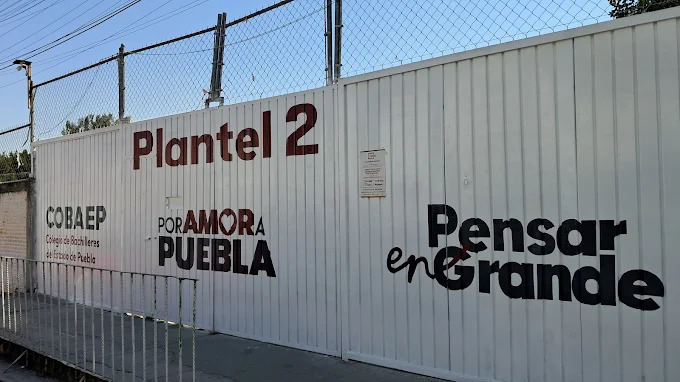 Plantel 2
COBAEP
Colegio de Bachilleres
del Estado de Puebla
POR AMOR A
PUEBLA
Pensar
en Grande